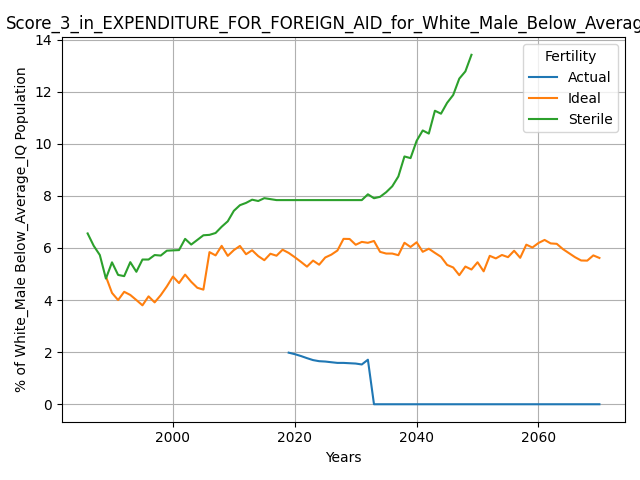 Score_3_in_EXPENDITURE_FOR_FOREIGN_AID_for_White_Male_Below_Averag
14
12
10
8
6
4
2
0
% of White_Male Below_Average_IQ Population
Fertility
Actual
Ideal
Sterile
2000
2020
2040
2060
Years